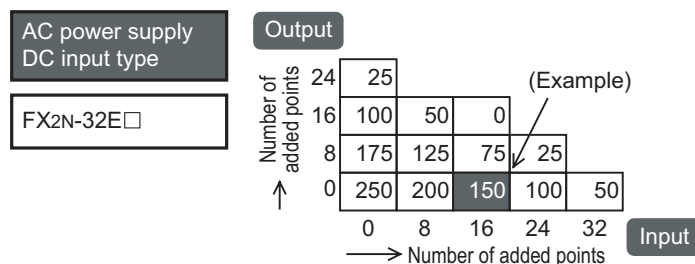 AC power supply
DC input type
FX2N-32E□
Output
Number of
added points
24 25
16 100 50 0
8 175 125 75 25
0 250 200 150 100 50
0 8 16 24 32
(Example)
Input
Number of added points